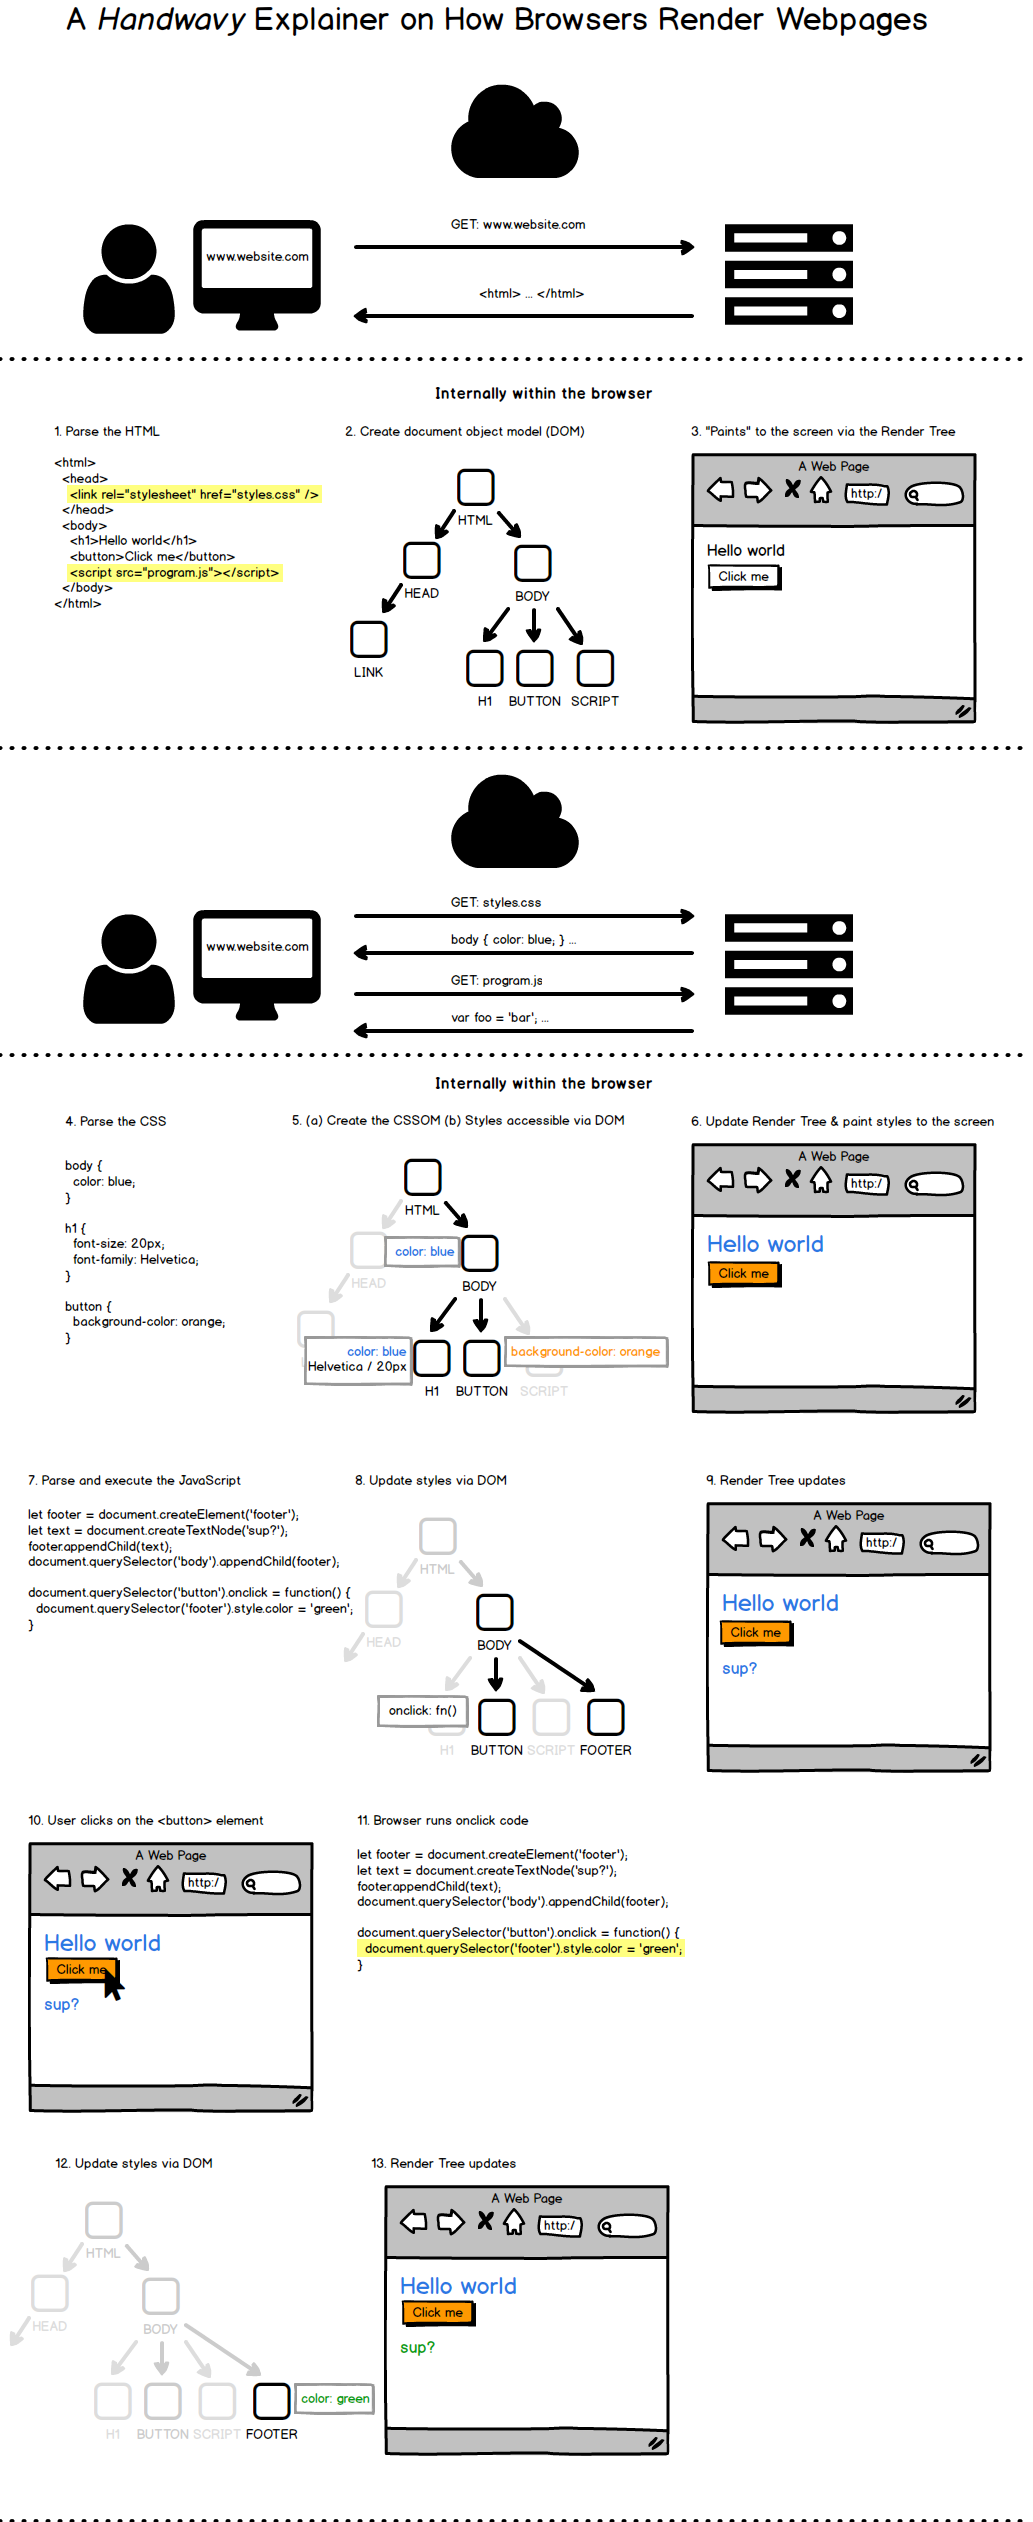 A Handwavy Explainer on How Browsers Render Webpages
GET: www.website.com
www.website.com
<html> ... </html>
Internally within the browser
1. Parse the HTML
<html>
<head>
<link rel="stylesheet" href="styles.css" />
</head>
<body>
<h1>Hello world</h1>
<button>Click me</button>
<script src="program.js"></script>
</body>
</html>
2. Create document object model (DOM)
HTML
HEAD
BODY
LINK
H1 BUTTON SCRIPT
3. "Paints" to the screen via the Render Tree
A Web Page
http:/
Hello world
Click me
GET: styles.css
www.website.com
body { color: blue; } ...
GET: program.js
var foo = 'bar'; ...
Internally within the browser
4. Parse the CSS
body {
color: blue;
}
h1 {
font-size: 20px;
font-family: Helvetica;
}
button {
background-color: orange;
}
5. (a) Create the CSSOM (b) Styles accessible via DOM
HTML
color: blue
HEAD
BODY
color: blue
Helvetica / 20px
background-color: orange
H1 BUTTON SCRIPT
6. Update Render Tree & paint styles to the screen
A Web Page
http:/
Hello world
Click me
7. Parse and execute the JavaScript
let footer = document.createElement('footer');
let text = document.createTextNode('sup?');
footer.appendChild(text);
document.querySelector('body').appendChild(footer);
document.querySelector('button').onclick = function() {
document.querySelector('footer').style.color = 'green';
}
8. Update styles via DOM
HTML
HEAD
BODY
onclick: fn()
H1 BUTTON SCRIPT FOOTER
9. Render Tree updates
A Web Page
http:/
Hello world
Click me
sup?
10. User clicks on the <button> element
A Web Page
http:/
Hello world
Click me
sup?
11. Browser runs onclick code
let footer = document.createElement('footer');
let text = document.createTextNode('sup?');
footer.appendChild(text);
document.querySelector('body').appendChild(footer);
document.querySelector('button').onclick = function() {
document.querySelector('footer').style.color = 'green';
}
12. Update styles via DOM
HTML
HEAD
BODY
color: green
H1 BUTTON SCRIPT FOOTER
13. Render Tree updates
A Web Page
http:/
Hello world
Click me
sup?